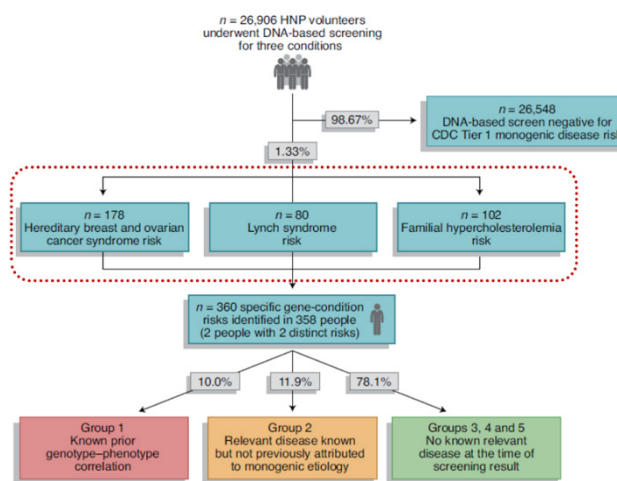 n = 26,906 HNP volunteers
underwent DNA-based screening
for three conditions
98.67%
n = 26,548
DNA-based screen negative for
CDC Tier 1 monogenic disease risk
1.33%
n = 178
Hereditary breast and ovarian
cancer syndrome risk
n = 80
Lynch syndrome
risk
n = 102
Familial hypercholesterolemia
risk
n = 360 specific gene-condition
risks identified in 358 people
(2 people with 2 distinct risks)
10.0%
11.9%
78.1%
Group 1
Known prior
genotype–phenotype
correlation
Group 2
Relevant disease known
but not previously attributed
to monogenic etiology
Groups 3, 4 and 5
No known relevant
disease at the time of
screening result